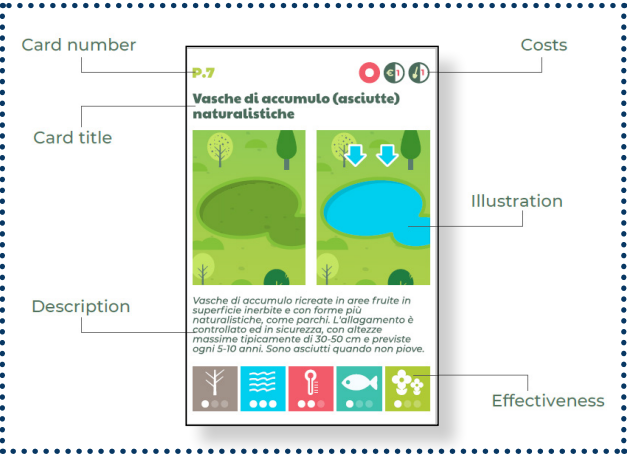 Card number
Costs
P.7
€1
1
Vasche di accumulo (asciutte)
naturalistiche
Card title
Illustration
Description
Vasche di accumulo ricreate in aree fruite in
superficie inerbite e con forme più
naturalistiche, come parchi. L'allagamento è
controllato ed in sicurezza, con altezze
massime tipicamente di 30-50 cm e previste
ogni 5-10 anni. Sono asciutti quando non piove.
Effectiveness